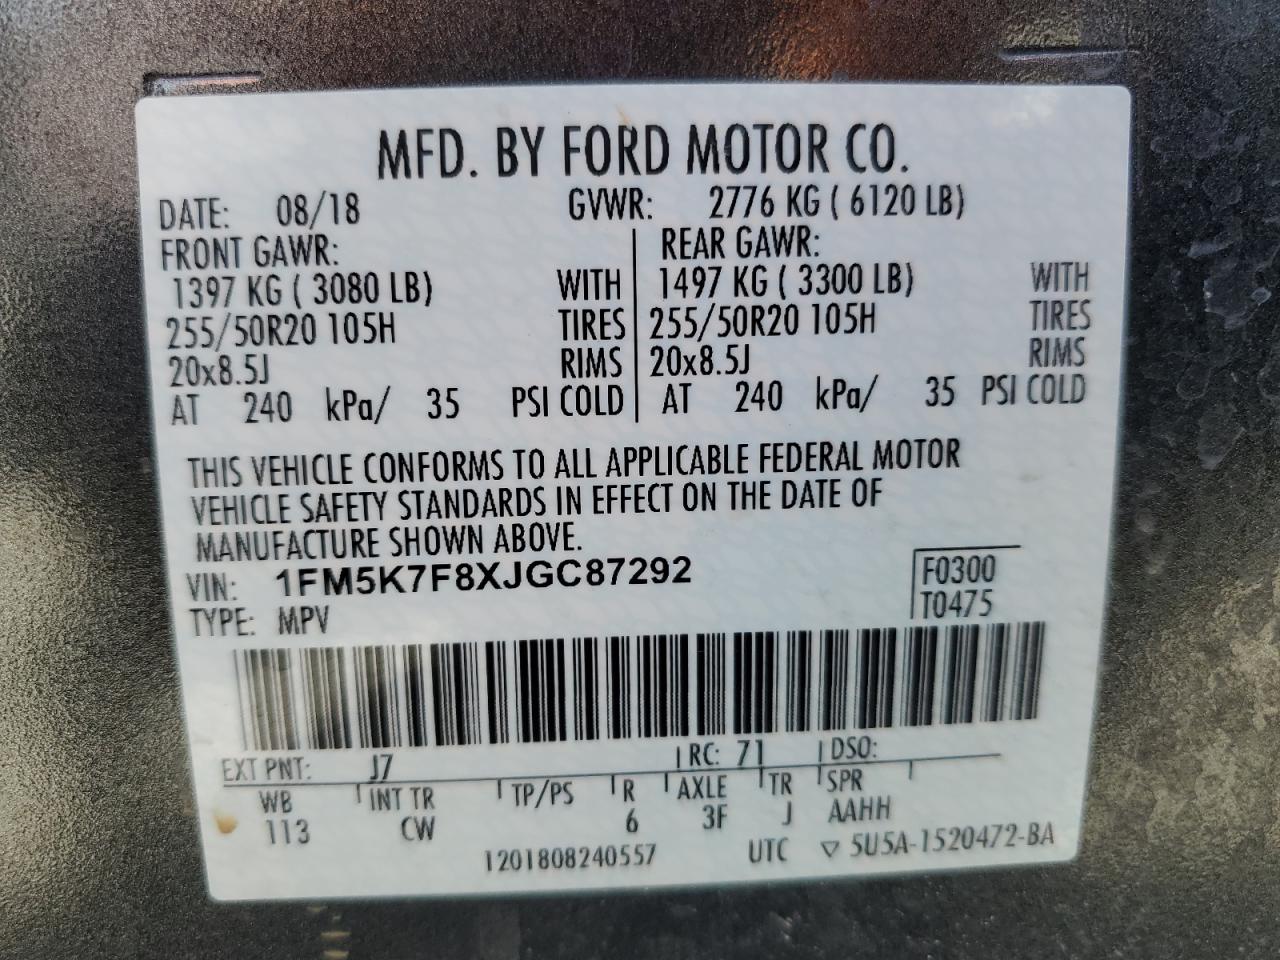 MFD. BY FORD MOTOR CO.
DATE: 08/18 GVWR: 2776 KG ( 6120 LB)
FRONT GAWR: REAR GAWR:
1397 KG ( 3080 LB) WITH 1497 KG ( 3300 LB) WITH
255/50R20 105H TIRES 255/50R20 105H TIRES
20x8.5J RIMS 20x8.5J RIMS
AT 240 kPa/ 35 PSI COLD AT 240 kPa/ 35 PSI COLD
THIS VEHICLE CONFORMS TO ALL APPLICABLE FEDERAL MOTOR
VEHICLE SAFETY STANDARDS IN EFFECT ON THE DATE OF
MANUFACTURE SHOWN ABOVE.
VIN: 1FM5K7F8XJGC87292 F0300
TYPE: MPV T0475
EXT PNT: J7 RC: 71 DSO:
WB INT TR TP/PS R AXLE TR SPR
113 CW 6 3F J AAHH
1201808240557 UTC ▽ 5U5A-1520472-BA